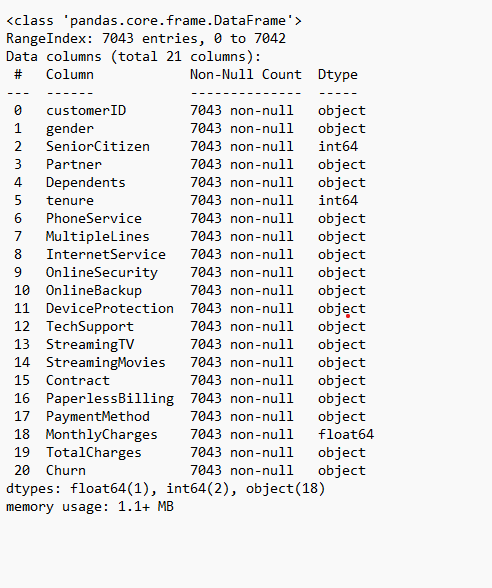 <class 'pandas.core.frame.DataFrame'>
RangeIndex: 7043 entries, 0 to 7042
Data columns (total 21 columns):
 #   Column            Non-Null Count  Dtype
---  ------            --------------  -----
 0   customerID        7043 non-null   object
 1   gender            7043 non-null   object
 2   SeniorCitizen     7043 non-null   int64
 3   Partner           7043 non-null   object
 4   Dependents        7043 non-null   object
 5   tenure            7043 non-null   int64
 6   PhoneService      7043 non-null   object
 7   MultipleLines     7043 non-null   object
 8   InternetService   7043 non-null   object
 9   OnlineSecurity    7043 non-null   object
 10  OnlineBackup      7043 non-null   object
 11  DeviceProtection  7043 non-null   object
 12  TechSupport       7043 non-null   object
 13  StreamingTV       7043 non-null   object
 14  StreamingMovies   7043 non-null   object
 15  Contract          7043 non-null   object
 16  PaperlessBilling  7043 non-null   object
 17  PaymentMethod     7043 non-null   object
 18  MonthlyCharges    7043 non-null   float64
 19  TotalCharges      7043 non-null   object
 20  Churn             7043 non-null   object
dtypes: float64(1), int64(2), object(18)
memory usage: 1.1+ MB